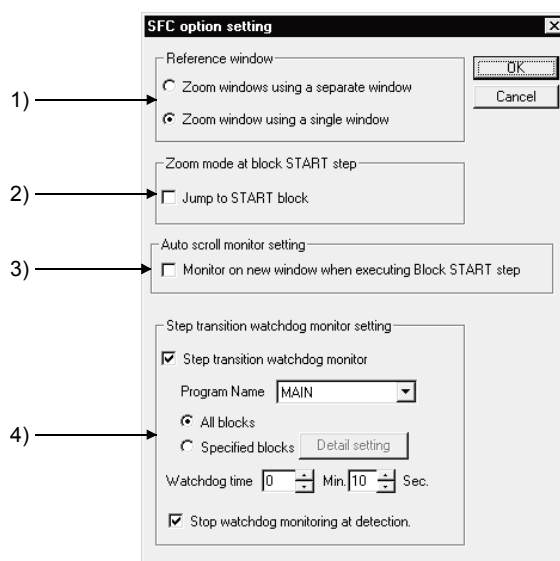 SFC option setting
Reference window
OK
Zoom windows using a separate window
Cancel
1)
Zoom window using a single window
Zoom mode at block START step
2)
Jump to START block
Auto scroll monitor setting
3)
Monitor on new window when executing Block START step
Step transition watchdog monitor setting
Step transition watchdog monitor
Program Name MAIN
All blocks
4)
Specified blocks Detail setting
Watchdog time 0 Min. 10 Sec.
Stop watchdog monitoring at detection.